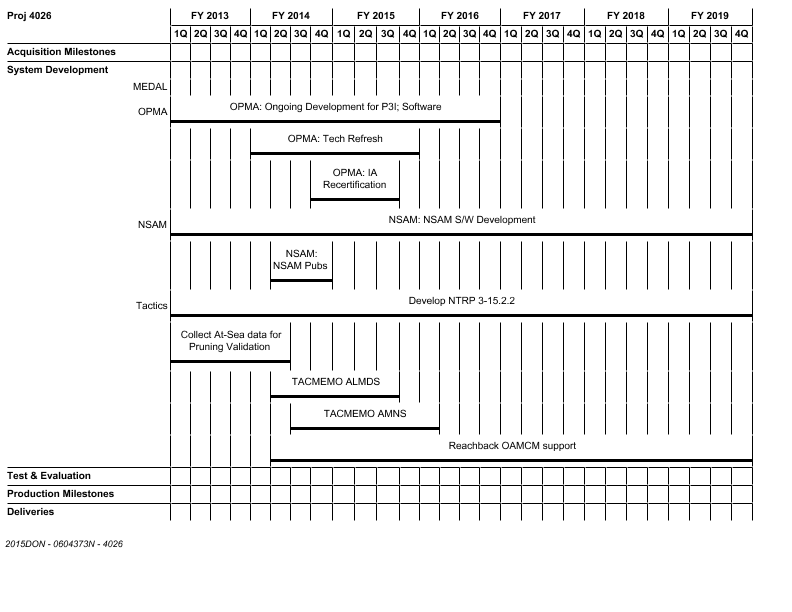 Proj 4026 FY 2013 FY 2014 FY 2015 FY 2016 FY 2017 FY 2018 FY 2019
1Q 2Q 3Q 4Q 1Q 2Q 3Q 4Q 1Q 2Q 3Q 4Q 1Q 2Q 3Q 4Q 1Q 2Q 3Q 4Q 1Q 2Q 3Q 4Q 1Q 2Q 3Q 4Q
Acquisition Milestones
System Development
MEDAL
OPMA OPMA: Ongoing Development for P3I; Software
OPMA: Tech Refresh
OPMA: IA
Recertification
NSAM NSAM: NSAM S/W Development
NSAM:
NSAM Pubs
Tactics Develop NTRP 3-15.2.2
Collect At-Sea data for
Pruning Validation
TACMEMO ALMDS
TACMEMO AMNS
Reachback OAMCM support
Test & Evaluation
Production Milestones
Deliveries
2015DON - 0604373N - 4026